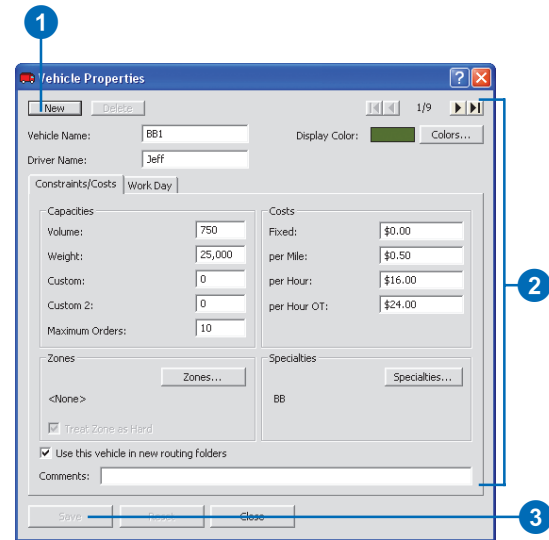 1
Vehicle Properties
New Delete 1/9
Vehicle Name: BB1 Display Color: Colors...
Driver Name: Jeff
Constraints/Costs Work Day
Capacities Costs
Volume: 750 Fixed: $0.00
Weight: 25,000 per Mile: $0.50
Custom: 0 per Hour: $16.00
Custom 2: 0 per Hour OT: $24.00
Maximum Orders: 10
2
Zones Specialties
Zones... Specialties...
<None> BB
Treat Zone as Hard
Use this vehicle in new routing folders
Comments:
Save Reset Close
3